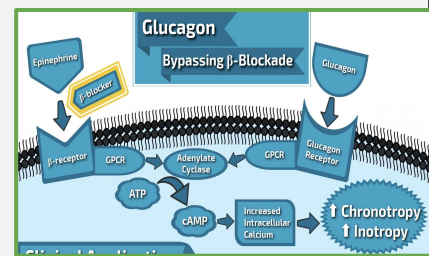 Glucagon
Bypassing β-Blockade
Epinephrine
β-blocker
Glucagon
β-receptor
GPCR
Adenylate
Cyclase
GPCR
Glucagon
Receptor
ATP
cAMP
Increased
Intracellular
Calcium
⬆ Chronotropy
⬆ Inotropy